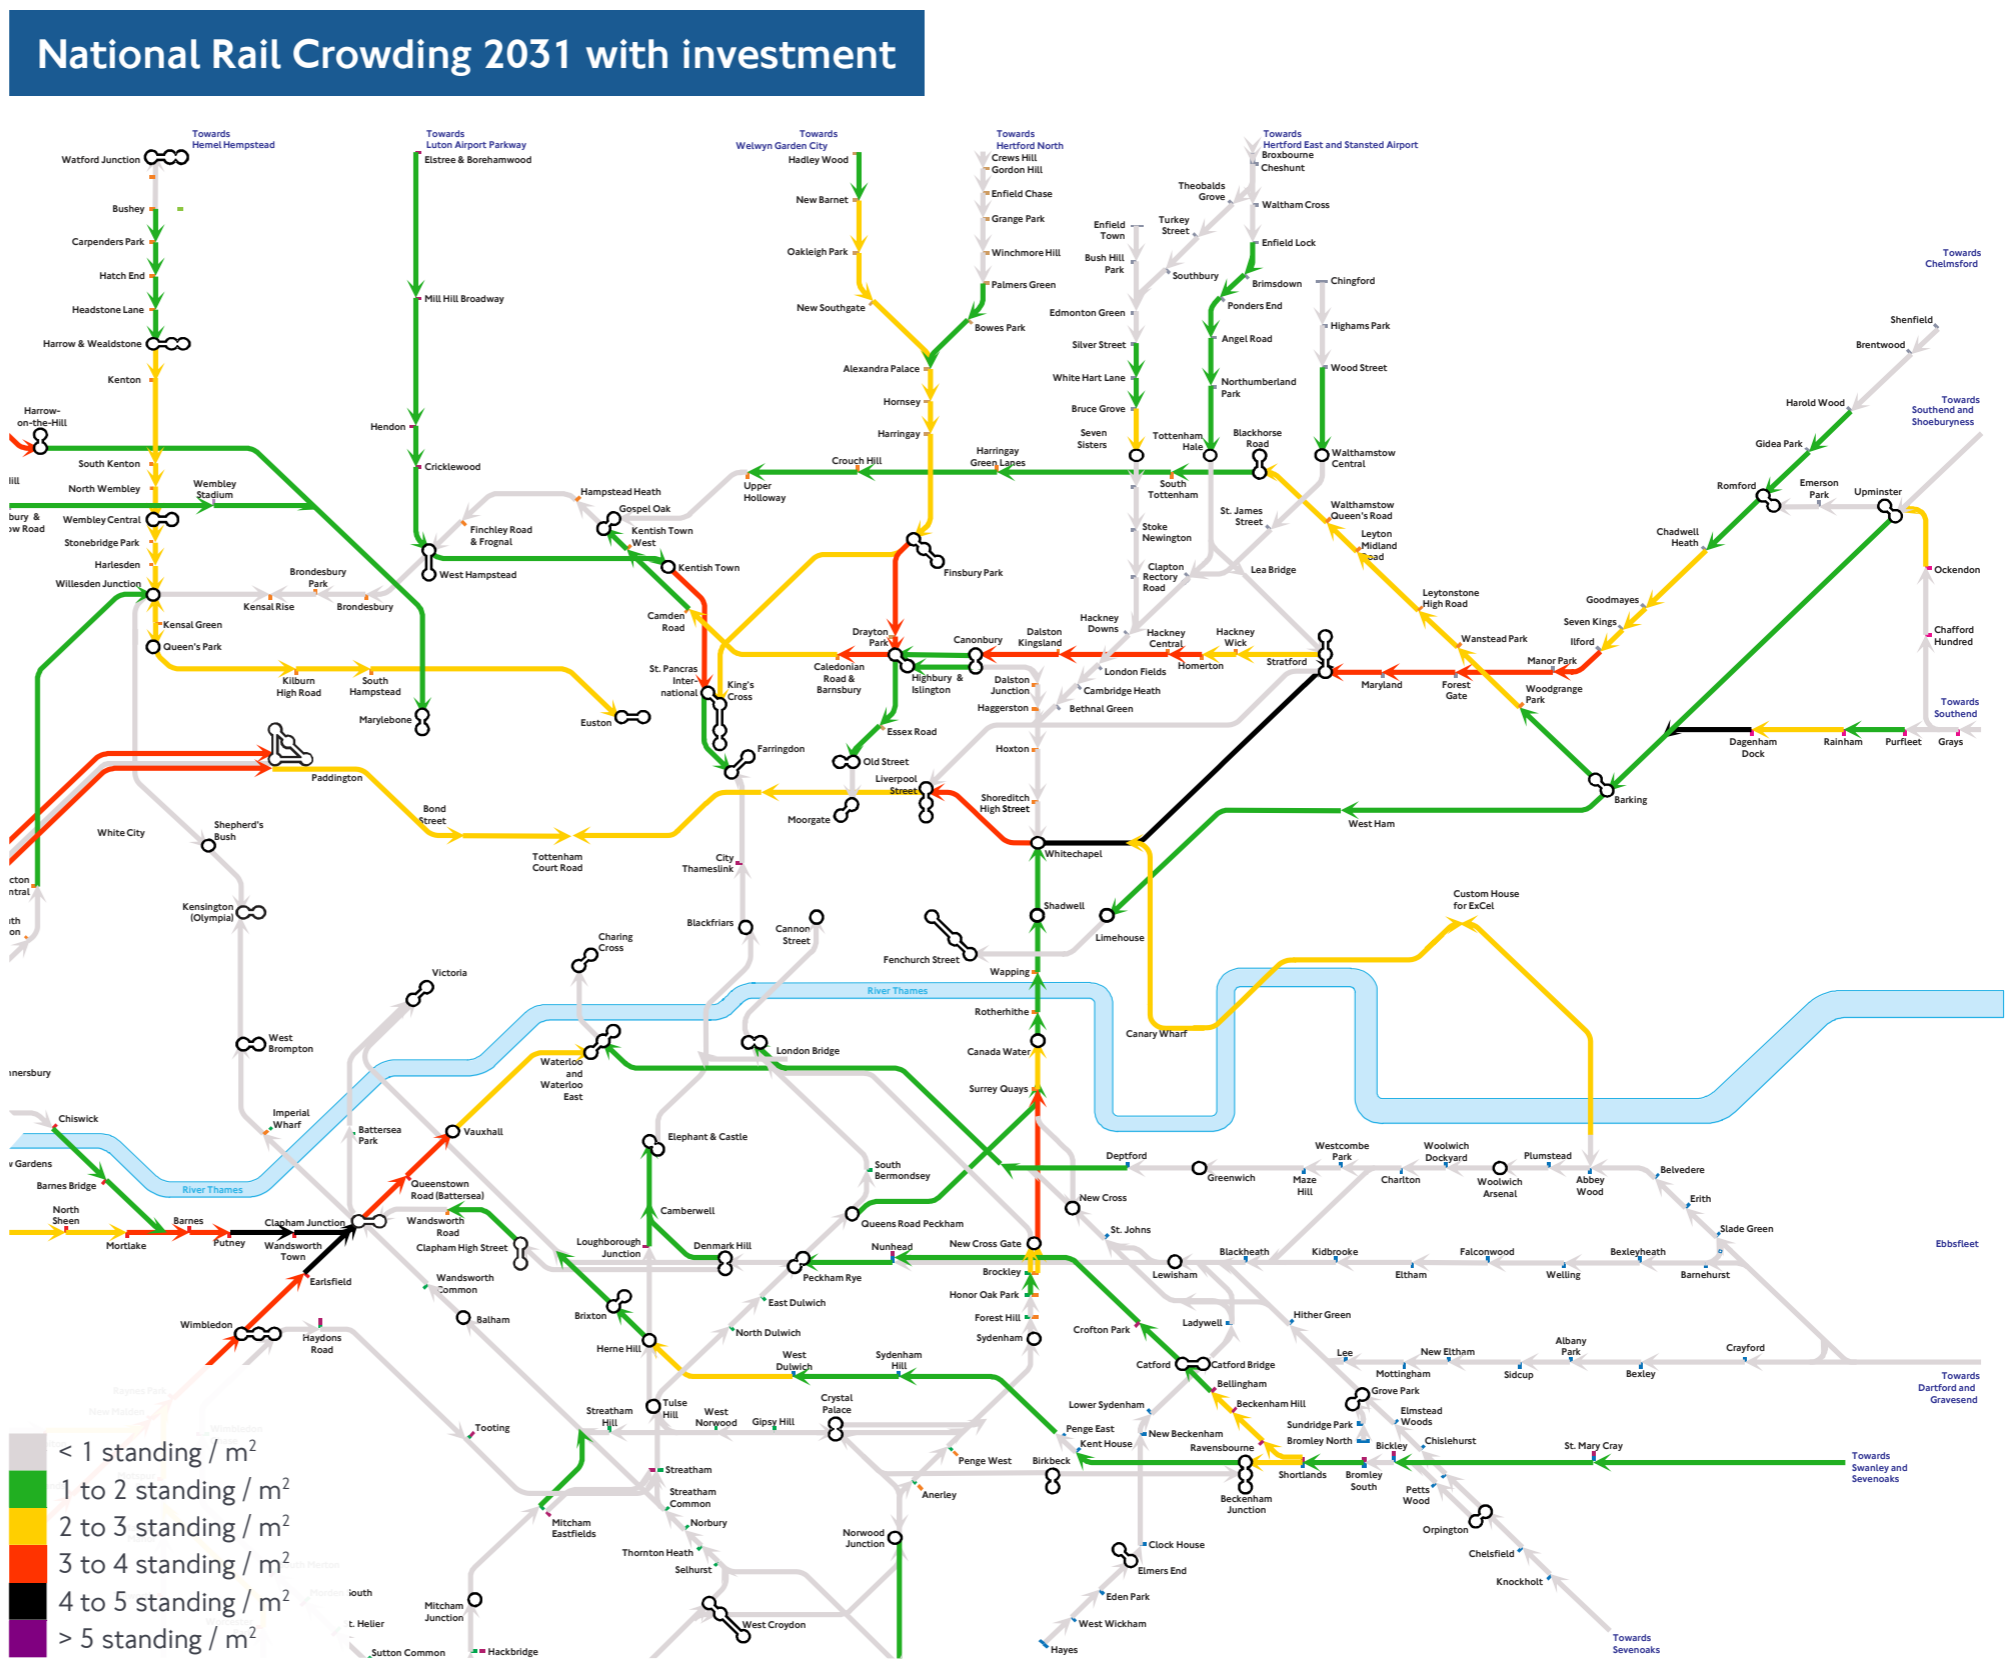 National Rail Crowding 2031 with investment
Towards
Hemel Hempstead
Towards
Luton Airport Parkway
Towards
Welwyn Garden City
Towards
Hertford North
Towards
Hertford East and Stansted Airport
Watford Junction
Elstree & Borehamwood
Hadley Wood
Crews Hill
Gordon Hill
Broxbourne
Cheshunt
Bushey
New Barnet
Enfield Chase
Theobalds
Grove
Waltham Cross
Grange Park
Carpenders Park
Enfield
Town
Turkey
Street
Oakleigh Park
Winchmore Hill
Enfield Lock
Towards
Chelmsford
Hatch End
Bush Hill
Park
Southbury
Brimsdown
Chingford
Palmers Green
Mill Hill Broadway
Headstone Lane
New Southgate
Edmonton Green
Ponders End
Bowes Park
Highams Park
Shenfield
Harrow & Wealdstone
Silver Street
Angel Road
Brentwood
Kenton
Alexandra Palace
White Hart Lane
Northumberland
Park
Wood Street
Hornsey
Bruce Grove
Harold Wood
Towards
Southend and
Shoeburyness
Harrow-
on-the-Hill
Hendon
Harringay
Seven
Sisters
Tottenham
Hale
Blackhorse
Road
Walthamstow
Central
Gidea Park
South Kenton
Cricklewood
Crouch Hill
Harringay
Green Lanes
North Wembley
Wembley
Stadium
Upper
Holloway
South
Tottenham
Romford
Emerson
Park
Upminster
Hampstead Heath
Gospel Oak
Walthamstow
Queen's Road
Wembley Central
Finchley Road
& Frognal
Kentish Town
West
Stoke
Newington
St. James
Street
Leyton
Midland
Road
Chadwell
Heath
Stonebridge Park
Harlesden
West Hampstead
Kentish Town
Finsbury Park
Clapton
Rectory
Road
Lea Bridge
Ockendon
Willesden Junction
Brondesbury
Park
Kensal Rise
Brondesbury
Leytonstone
High Road
Goodmayes
Kensal Green
Camden
Road
Drayton
Park
Canonbury
Dalston
Kingsland
Hackney
Downs
Hackney
Central
Hackney
Wick
Wanstead Park
Seven Kings
Ilford
Chafford
Hundred
Queen's Park
Kilburn
High Road
South
Hampstead
St. Pancras
Inter-
national
King's
Cross
Caledonian
Road &
Barnsbury
Highbury &
Islington
Dalston
Junction
London Fields
Homerton
Stratford
Maryland
Forest
Gate
Manor Park
Woodgrange
Park
Cambridge Heath
Bethnal Green
Haggerston
Marylebone
Euston
Essex Road
Towards
Southend
Hoxton
Farringdon
Old Street
Dagenham
Dock
Rainham
Purfleet
Grays
Paddington
Liverpool
Street
Shoreditch
High Street
Barking
Bond
Street
Moorgate
West Ham
White City
Shepherd's
Bush
Tottenham
Court Road
City
Thameslink
Whitechapel
Kensington
(Olympia)
Blackfriars
Cannon
Street
Shadwell
Custom House
for ExCel
Charing
Cross
Fenchurch Street
Limehouse
Victoria
Wapping
River Thames
Rotherhithe
West
Brompton
Canary Wharf
Waterloo
and
Waterloo
East
London Bridge
Canada Water
Surrey Quays
Chiswick
Imperial
Wharf
Battersea
Park
Vauxhall
Elephant & Castle
Barnes Bridge
River Thames
Queenstown
Road (Battersea)
South
Bermondsey
Deptford
Greenwich
Maze
Hill
Westcombe
Park
Charlton
Woolwich
Dockyard
Woolwich
Arsenal
Plumstead
Abbey
Wood
Belvedere
Erith
North
Sheen
Mortlake
Barnes
Putney
Clapham Junction
Wandsworth
Town
Wandsworth
Road
Camberwell
Queens Road Peckham
New Cross
St. Johns
Slade Green
Clapham High Street
Loughborough
Junction
Denmark Hill
Nunhead
New Cross Gate
Lewisham
Blackheath
Kidbrooke
Eltham
Falconwood
Welling
Bexleyheath
Barnehurst
Ebbsfleet
Earlsfield
Wandsworth
Common
Peckham Rye
Brockley
Honor Oak Park
Forest Hill
Wimbledon
Haydons
Road
Balham
Brixton
East Dulwich
North Dulwich
Sydenham
Crofton Park
Ladywell
Hither Green
Herne Hill
West
Dulwich
Sydenham
Hill
Catford
Catford Bridge
Lee
Mottingham
New Eltham
Sidcup
Albany
Park
Bexley
Crayford
Towards
Dartford and
Gravesend
Bellingham
Beckenham Hill
Grove Park
Tooting
Streatham
Hill
Tulse
Hill
West
Norwood
Gipsy Hill
Crystal
Palace
Lower Sydenham
New Beckenham
Ravensbourne
Sundridge Park
Bromley North
Elmstead
Woods
Chislehurst
Penge East
Kent House
Bickley
St. Mary Cray
Towards
Swanley and
Sevenoaks
Streatham
Penge West
Birkbeck
Beckenham
Junction
Shortlands
Bromley
South
Petts
Wood
Streatham
Common
Anerley
Mitcham
Eastfields
Norbury
Norwood
Junction
Orpington
Thornton Heath
Selhurst
Clock House
Elmers End
Chelsfield
Knockholt
Mitcham
Junction
West Croydon
Eden Park
West Wickham
Hayes
Towards
Sevenoaks
Hackbridge
Sutton Common
< 1 standing / m²
1 to 2 standing / m²
2 to 3 standing / m²
3 to 4 standing / m²
4 to 5 standing / m²
> 5 standing / m²